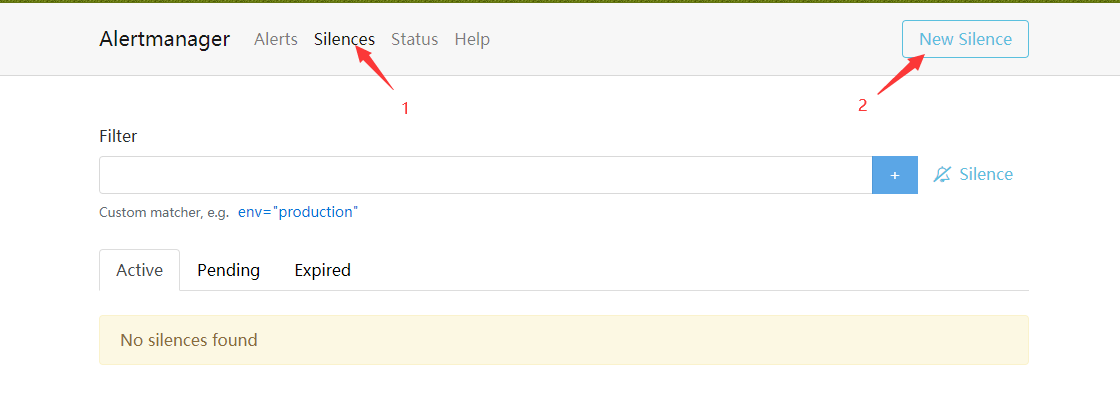 Alertmanager Alerts Silences Status Help New Silence
1
2
Filter
+ Silence
Custom matcher, e.g. env="production"
Active Pending Expired
No silences found